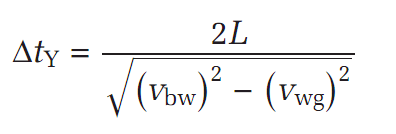 Δt_Y = 2L / √((v_bw)² − (v_wg)²)